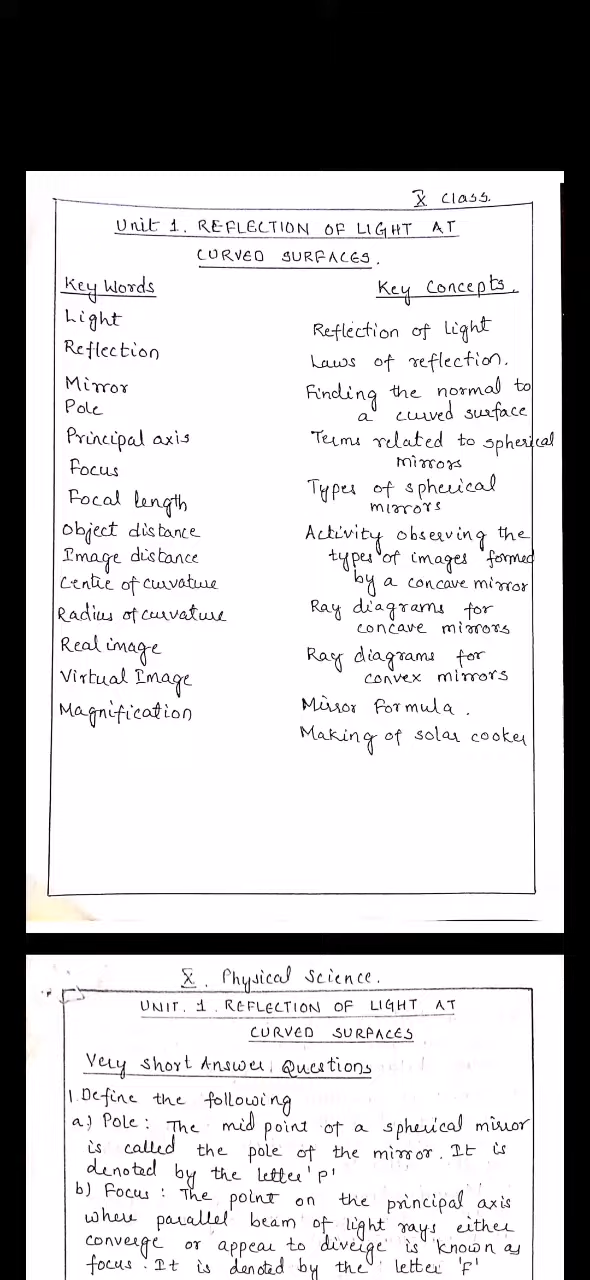 X Class.
Unit 1. REFLECTION OF LIGHT AT
CURVED SURFACES.
Key Words
Key Concepts.
Light
Reflection
Mirror
Pole
Principal axis
Focus
Focal length
Object distance
Image distance
Centre of curvature
Radius of curvature
Real image
Virtual Image
Magnification
Reflection of light
Laws of reflection.
Finding the normal to
a curved surface
Terms related to spherical
mirrors
Types of spherical
mirrors
Activity observing the
types of images formed
by a concave mirror
Ray diagrams for
concave mirrors
Ray diagrams for
convex mirrors
Mirror formula.
Making of solar cooker
X. Physical Science.
UNIT. 1. REFLECTION OF LIGHT AT
CURVED SURFACES
Very Short Answer Questions
1. Define the following
a) Pole: The mid point of a spherical mirror
is called the pole of the mirror. It is
denoted by the letter 'P'
b) Focus: The point on the principal axis
where parallel beam of light rays either
converge or appear to diverge is known as
focus. It is denoted by the letter 'F'